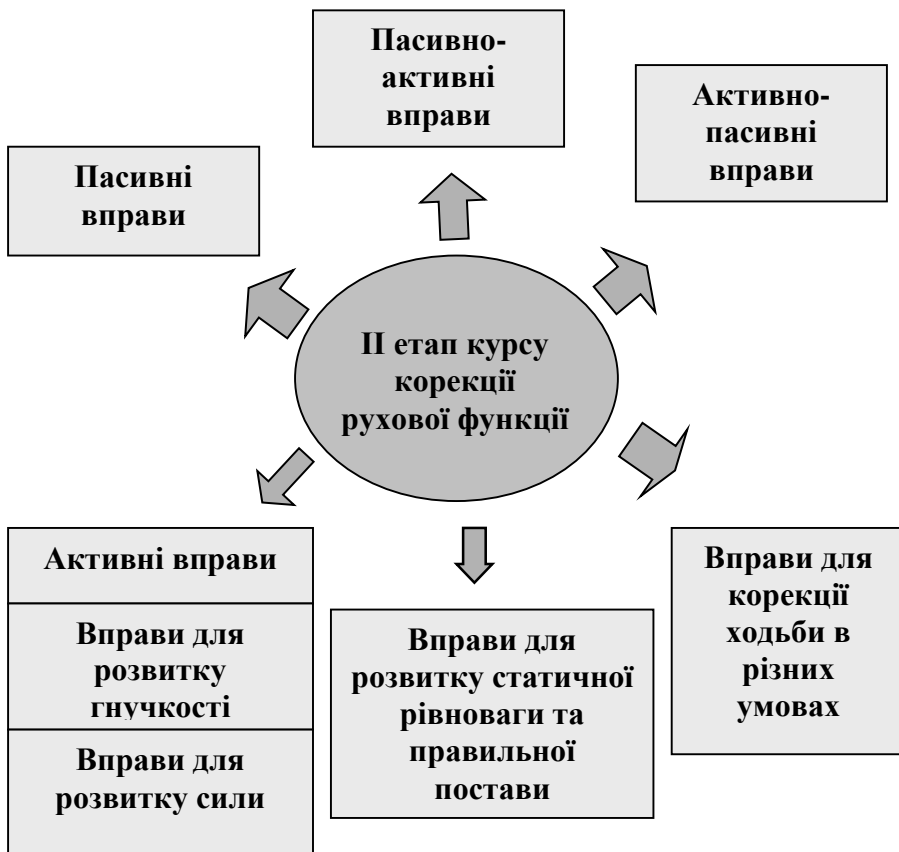 Пасивно-
активні
вправи
Активно-
пасивні
вправи
Пасивні
вправи
ІІ етап курсу
корекції
рухової функції
Активні вправи
Вправи для
розвитку
гнучкості
Вправи для
розвитку сили
Вправи для
розвитку статичної
рівноваги та
правильної
постави
Вправи для
корекції
ходьби в
різних
умовах